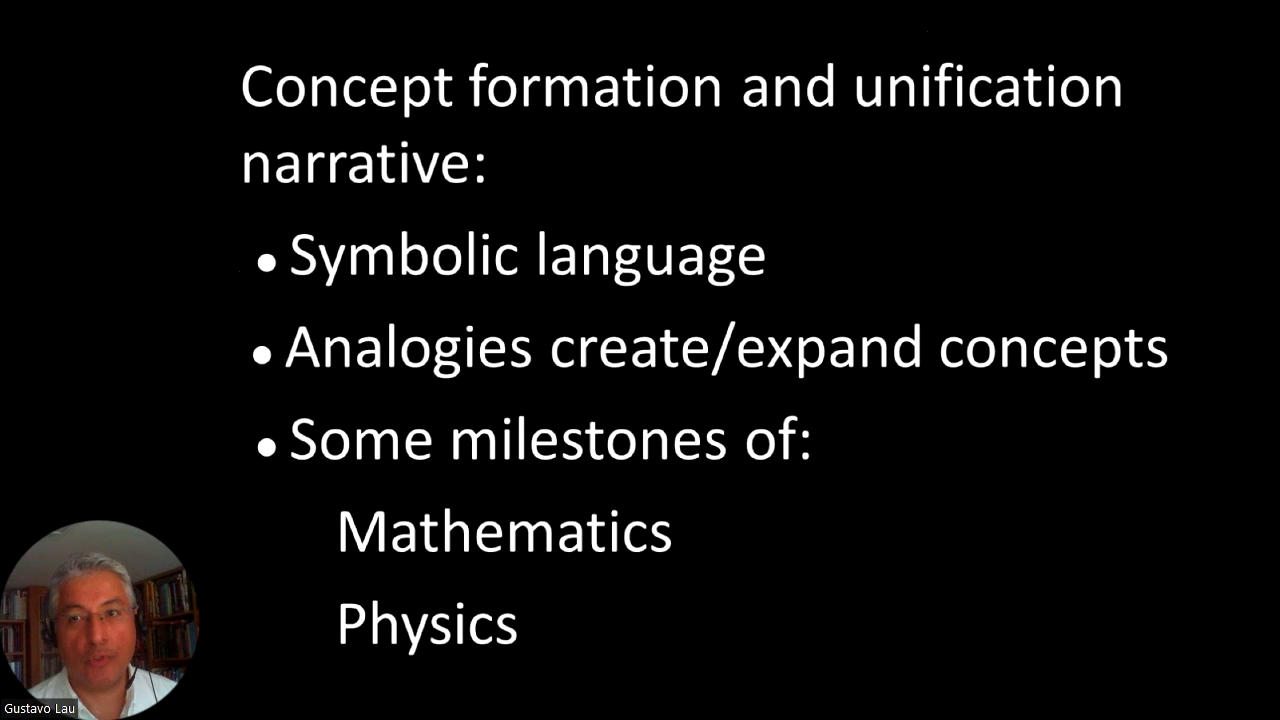 Concept formation and unification
narrative:
• Symbolic language
• Analogies create/expand concepts
• Some milestones of:
Mathematics
Physics
Gustavo Lau